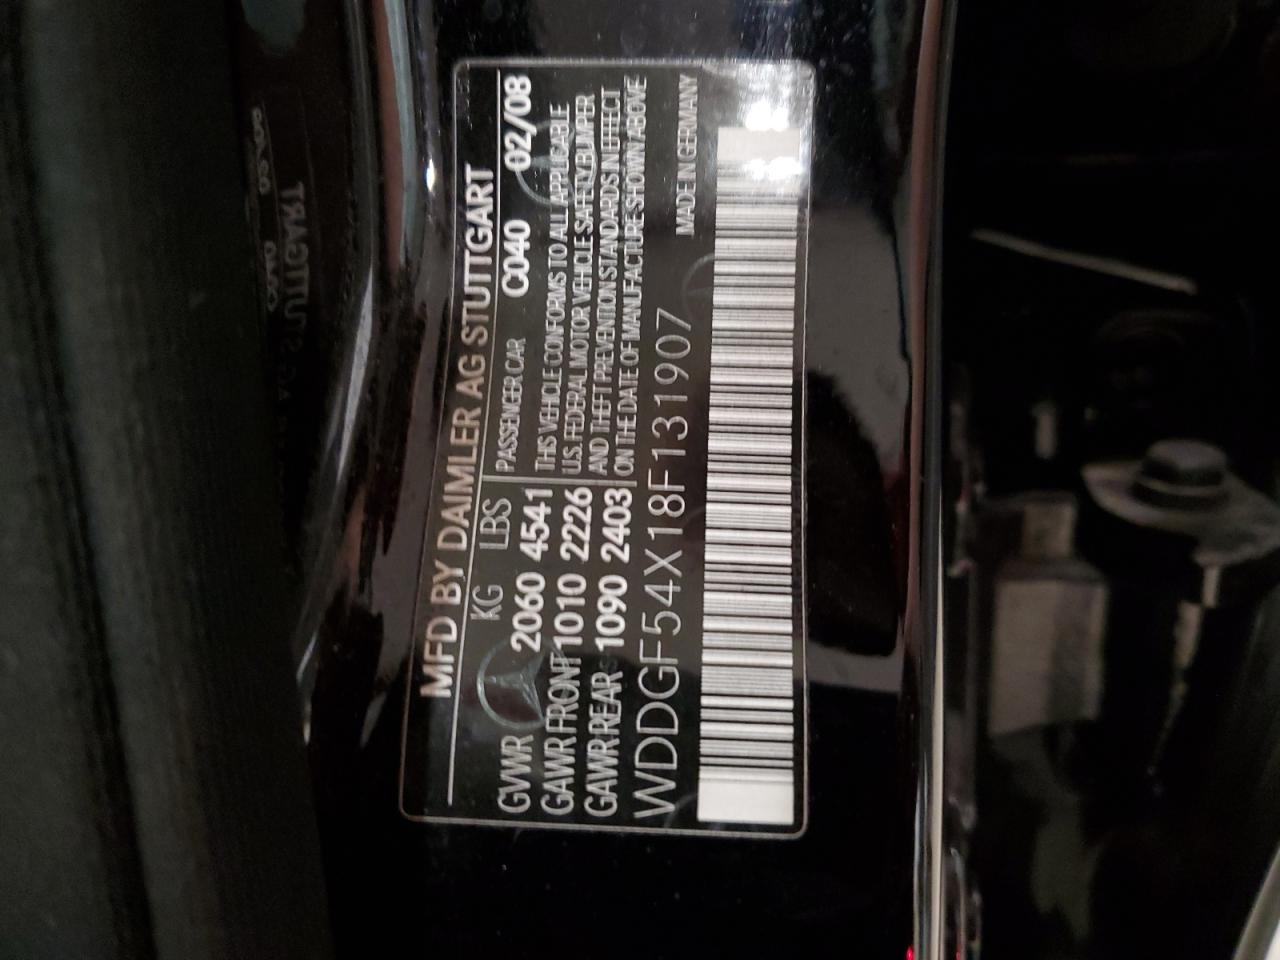 MFD BY DAIMLER AG STUTTGART
KG LBS PASSENGER CAR C040 02/08
GVWR 2060 4541 THIS VEHICLE CONFORMS TO ALL APPLICABLE
GAWR FRONT 1010 2226 U.S. FEDERAL MOTOR VEHICLE SAFETY, BUMPER
GAWR REAR 1090 2403 AND THEFT PREVENTION STANDARDS IN EFFECT
ON THE DATE OF MANUFACTURE SHOWN ABOVE
WDDGF54X18F131907 MADE IN GERMANY